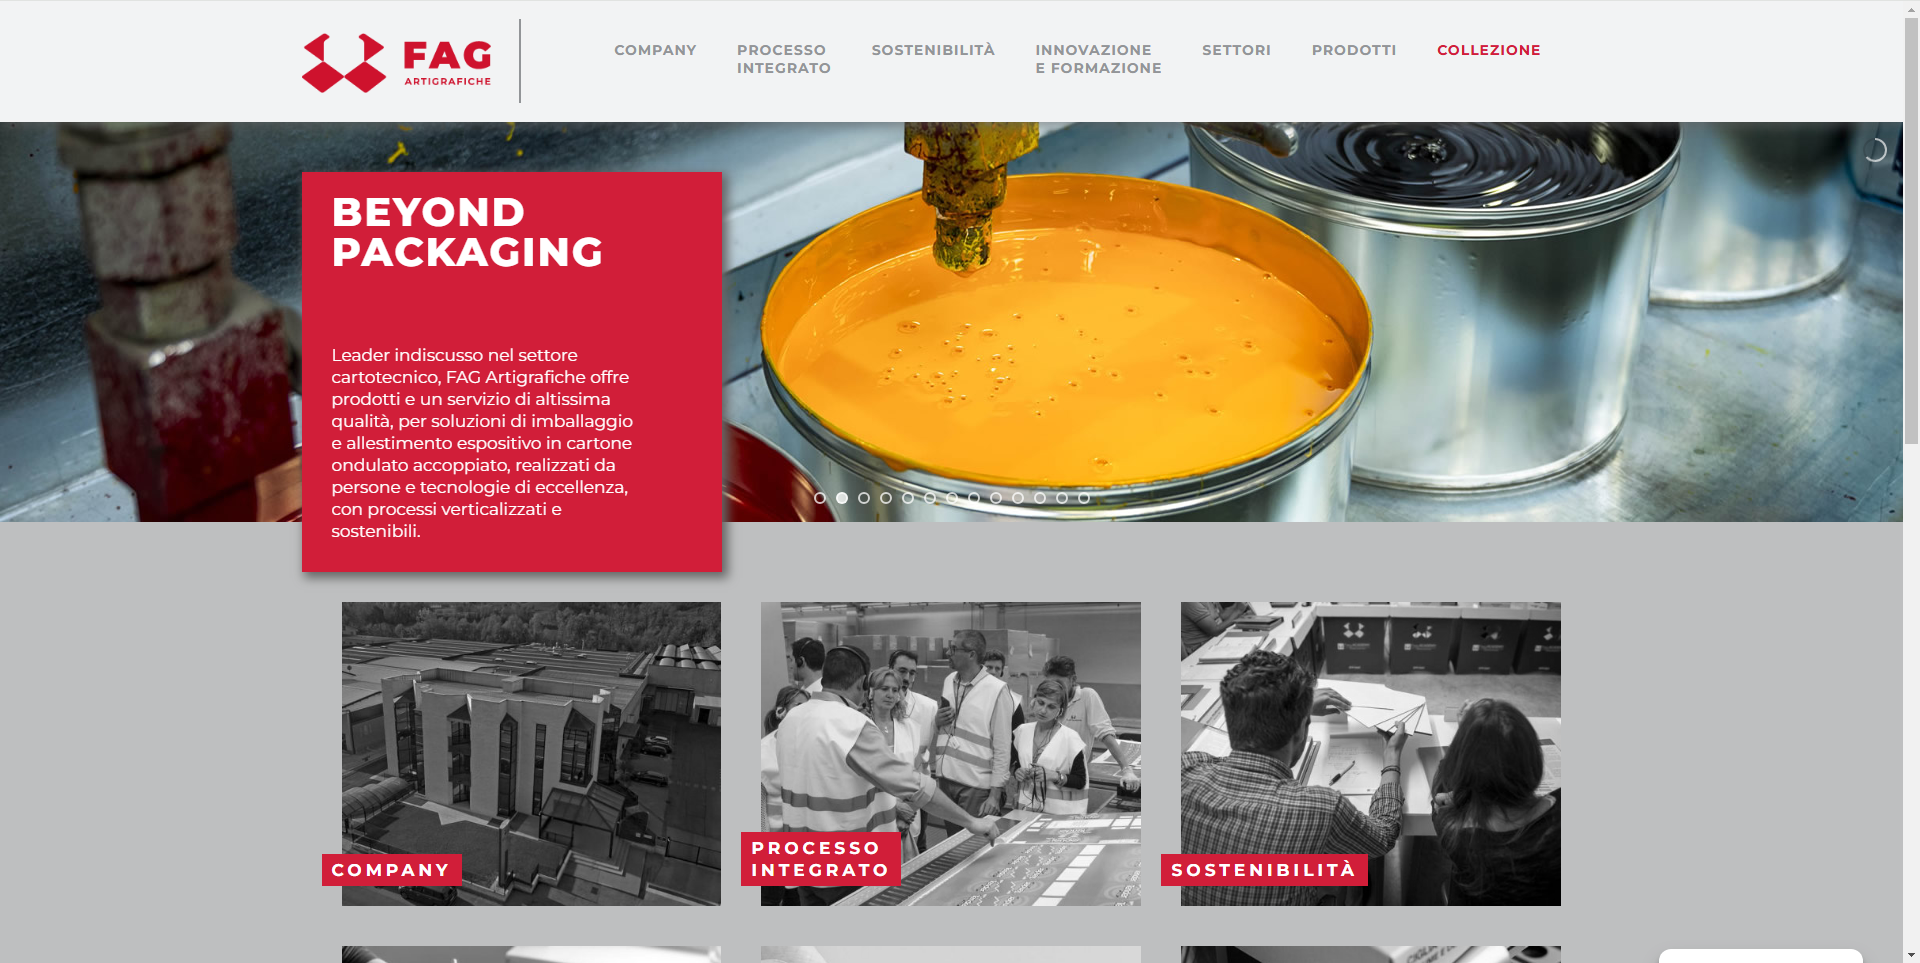 FAG
ARTIGRAFICHE
COMPANY
PROCESSO
INTEGRATO
SOSTENIBILITÀ
INNOVAZIONE
E FORMAZIONE
SETTORI
PRODOTTI
COLLEZIONE
BEYOND
PACKAGING
Leader indiscusso nel settore
cartotecnico, FAG Artigrafiche offre
prodotti e un servizio di altissima
qualità, per soluzioni di imballaggio
e allestimento espositivo in cartone
ondulato accoppiato, realizzati da
persone e tecnologie di eccellenza,
con processi verticalizzati e
sostenibili.
COMPANY
PROCESSO
INTEGRATO
SOSTENIBILITÀ